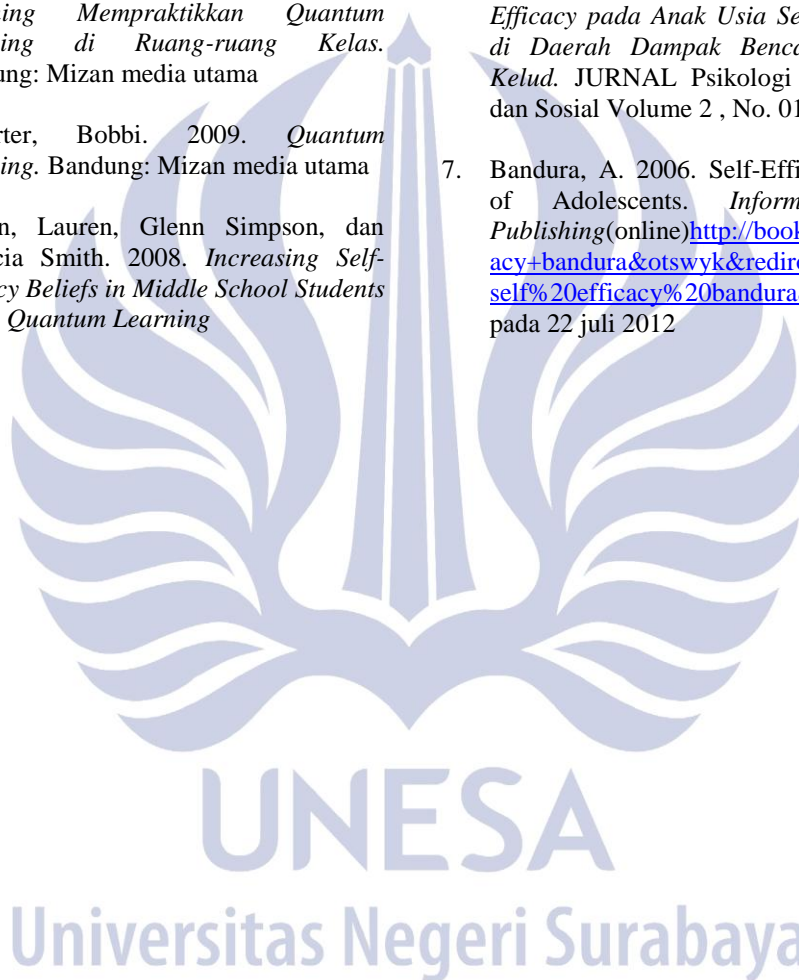 ning Mempraktikkan Quantum
ing di Ruang-ruang Kelas.
ung: Mizan media utama
rter, Bobbi. 2009. Quantum
ing. Bandung: Mizan media utama
n, Lauren, Glenn Simpson, dan
cia Smith. 2008. Increasing Self-
cy Beliefs in Middle School Students
Quantum Learning
Efficacy pada Anak Usia Se
di Daerah Dampak Benca
Kelud. JURNAL Psikologi
dan Sosial Volume 2 , No. 01
7. Bandura, A. 2006. Self-Effi
of Adolescents. Inform
Publishing(online)http://book
acy+bandura&otswyk&redire
self%20efficacy%20bandura
pada 22 juli 2012
UNESA
Universitas Negeri Surabaya